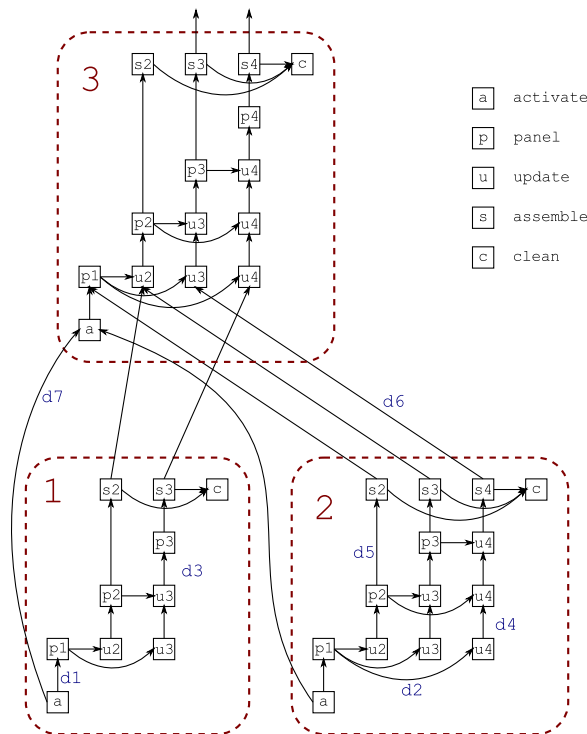 s2 s3 s4 c
3
a activate
p4
p panel
p3 u4
u update
p2 u3 u4
s assemble
c clean
p1 u2 u3 u4
a
d7
d6
1
s2 s3 c
2
s2 s3 s4 c
p3
p3 u4
d5
d3
p2 u3
p2 u3 u4
d4
p1 u2 u3
p1 u2 u3 u4
d1
d2
a
a